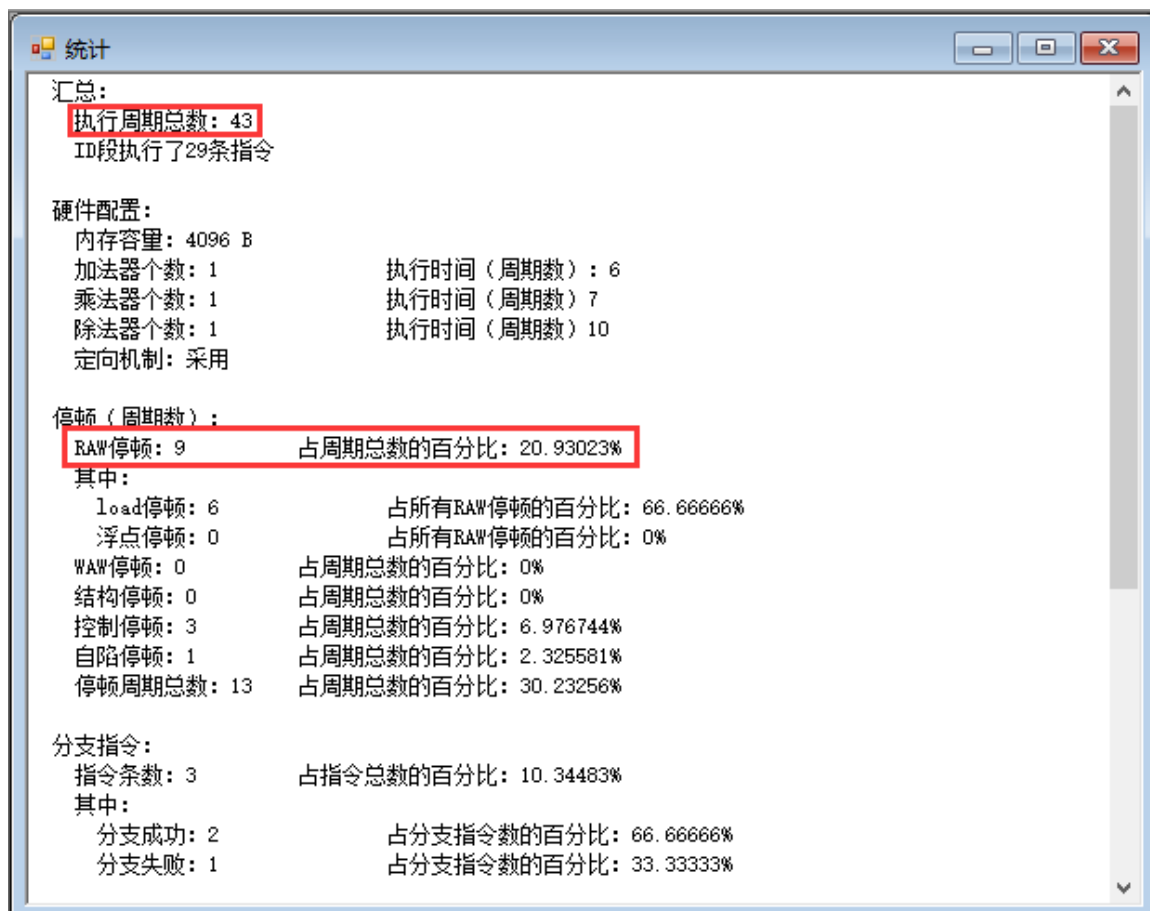 统计
汇总:
执行周期总数: 43
ID段执行了29条指令
硬件配置:
内存容量: 4096 B
加法器个数: 1 执行时间（周期数）: 6
乘法器个数: 1 执行时间（周期数）7
除法器个数: 1 执行时间（周期数）10
定向机制: 采用
停顿（周期数）:
RAW停顿: 9 占周期总数的百分比: 20.93023%
其中:
load停顿: 6 占所有RAW停顿的百分比: 66.66666%
浮点停顿: 0 占所有RAW停顿的百分比: 0%
WAW停顿: 0 占周期总数的百分比: 0%
结构停顿: 0 占周期总数的百分比: 0%
控制停顿: 3 占周期总数的百分比: 6.976744%
自陷停顿: 1 占周期总数的百分比: 2.325581%
停顿周期总数: 13 占周期总数的百分比: 30.23256%
分支指令:
指令条数: 3 占指令总数的百分比: 10.34483%
其中:
分支成功: 2 占分支指令数的百分比: 66.66666%
分支失败: 1 占分支指令数的百分比: 33.33333%